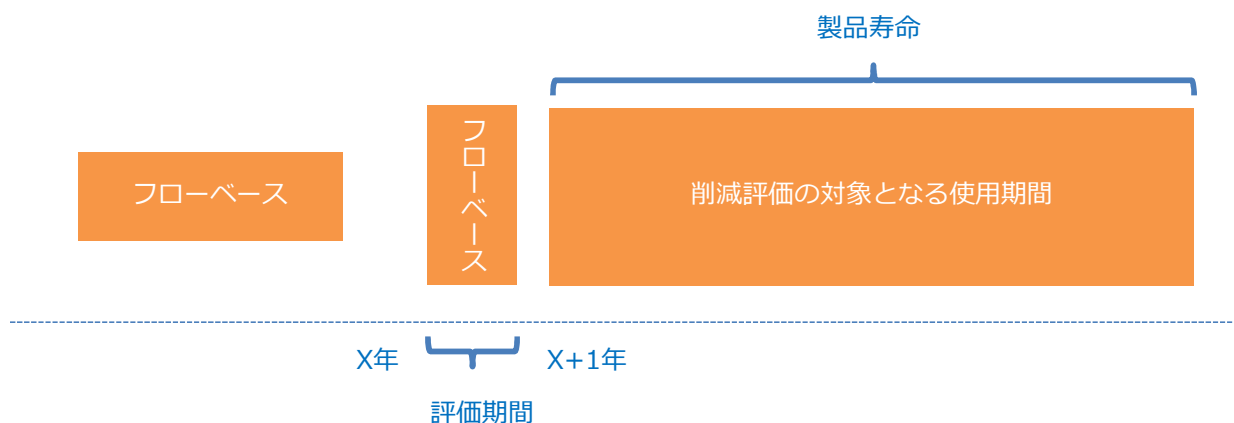 製品寿命
フローベース
フローベース
削減評価の対象となる使用期間
X年
X+1年
評価期間